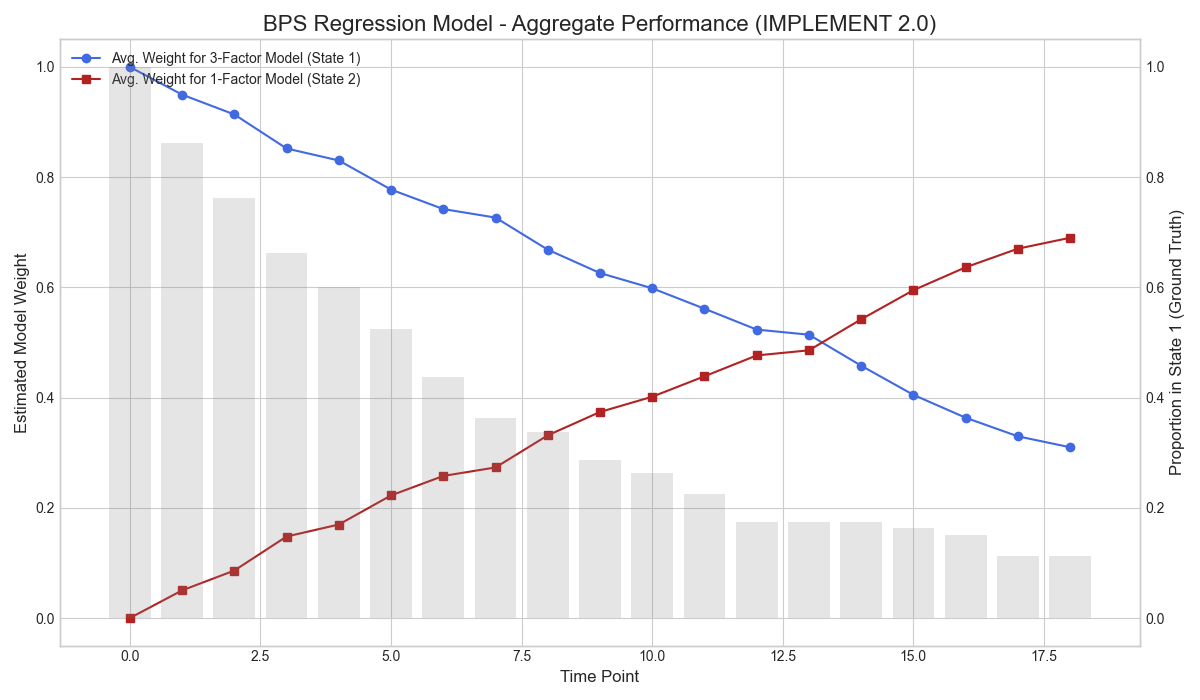 BPS Regression Model - Aggregate Performance (IMPLEMENT 2.0)
Avg. Weight for 3-Factor Model (State 1)
Avg. Weight for 1-Factor Model (State 2)
Estimated Model Weight
1.0
0.8
0.6
0.4
0.2
0.0
1.0
0.8
0.6
0.4
0.2
0.0
Proportion in State 1 (Ground Truth)
0.0 2.5 5.0 7.5 10.0 12.5 15.0 17.5
Time Point